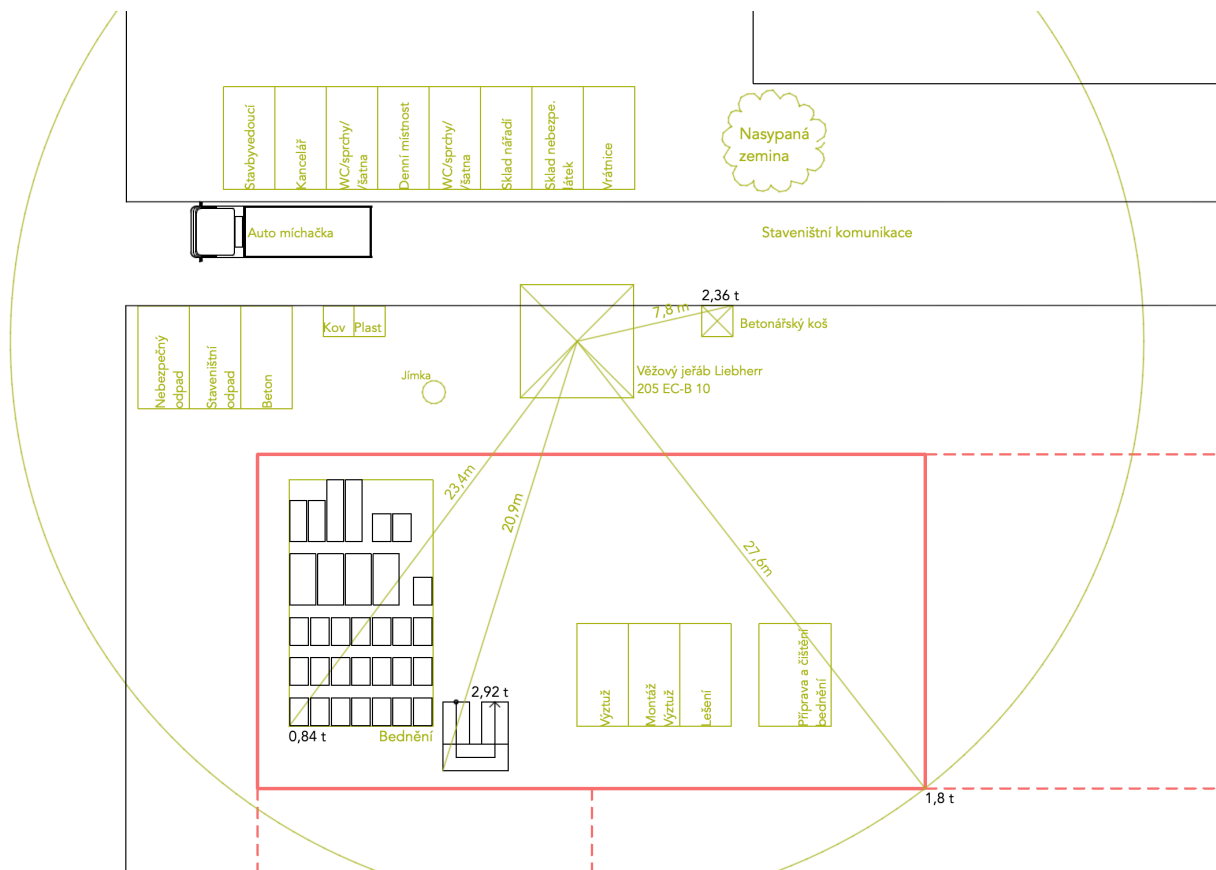 Stavbyvedoucí
Kancelář
WC/sprchy/
/šatna
Denní místnost
WC/sprchy/
/šatna
Sklad nářadí
Sklad nebezpe.
látek
Vrátnice
Nasypaná
zemina
Auto míchačka
Staveništní komunikace
2,36 t
7,8 m
Betonářský koš
Kov
Plast
Nebezpečný
odpad
Staveništní
odpad
Beton
Jímka
Věžový jeřáb Liebherr
205 EC-B 10
23,4m
20,9m
27,6m
2,92 t
0,84 t
Bednění
Výztuž
Montáž
Výztuž
Lešení
Příprava a čištění
bednění
1,8 t